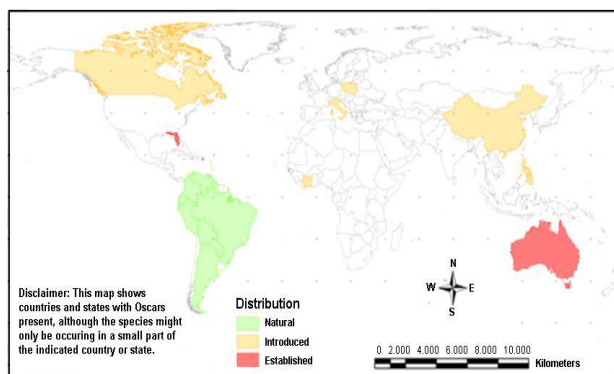 N
W E
S
Disclaimer: This map shows
countries and states with Oscars
present, although the species might
only be occuring in a small part of
the indicated country or state.
Distribution
Natural
Introduced
Established
0 2.000 4.000 6.000 8.000 10.000
Kilometers